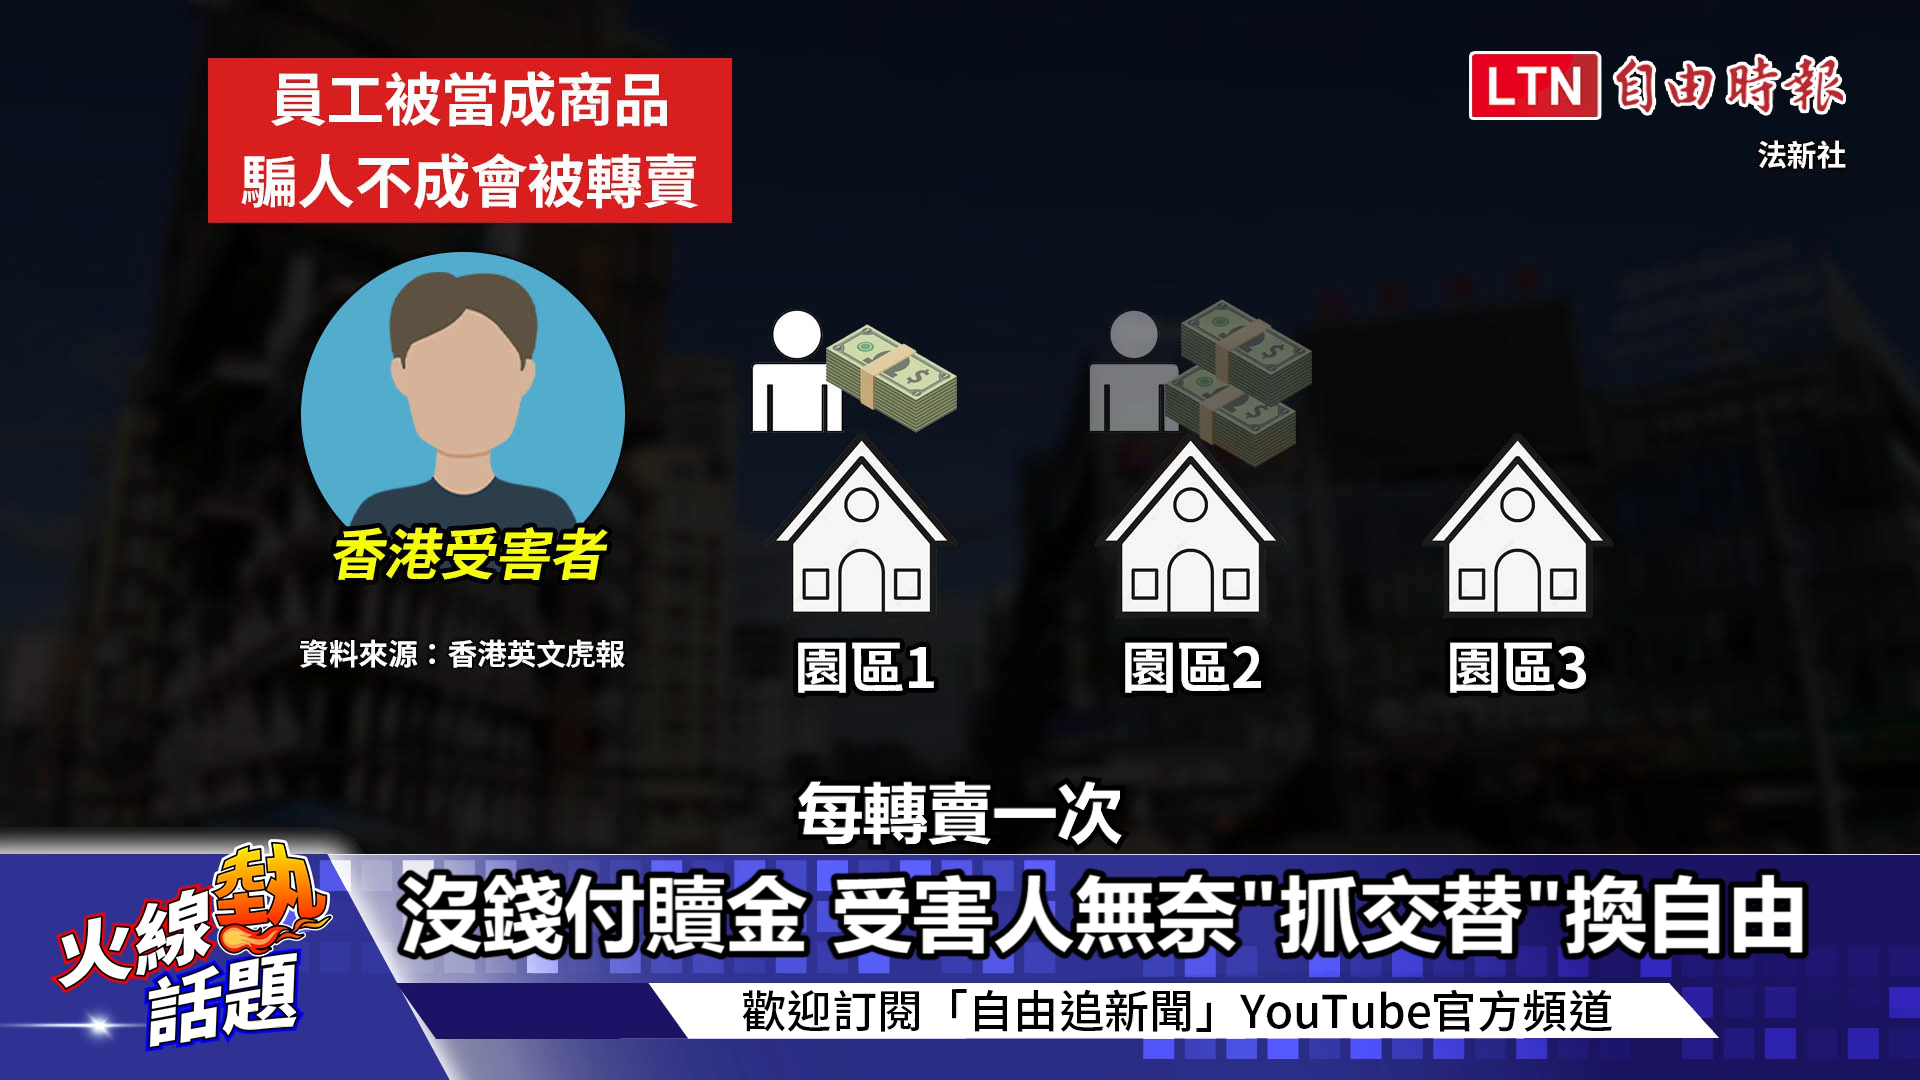 員工被當成商品
騙人不成會被轉賣
LTN 自由時報
法新社
香港受害者
資料來源：香港英文虎報
園區1
園區2
園區3
每轉賣一次
沒錢付贖金 受害人無奈"抓交替"換自由
火線熱
話題
歡迎訂閱「自由追新聞」YouTube官方頻道